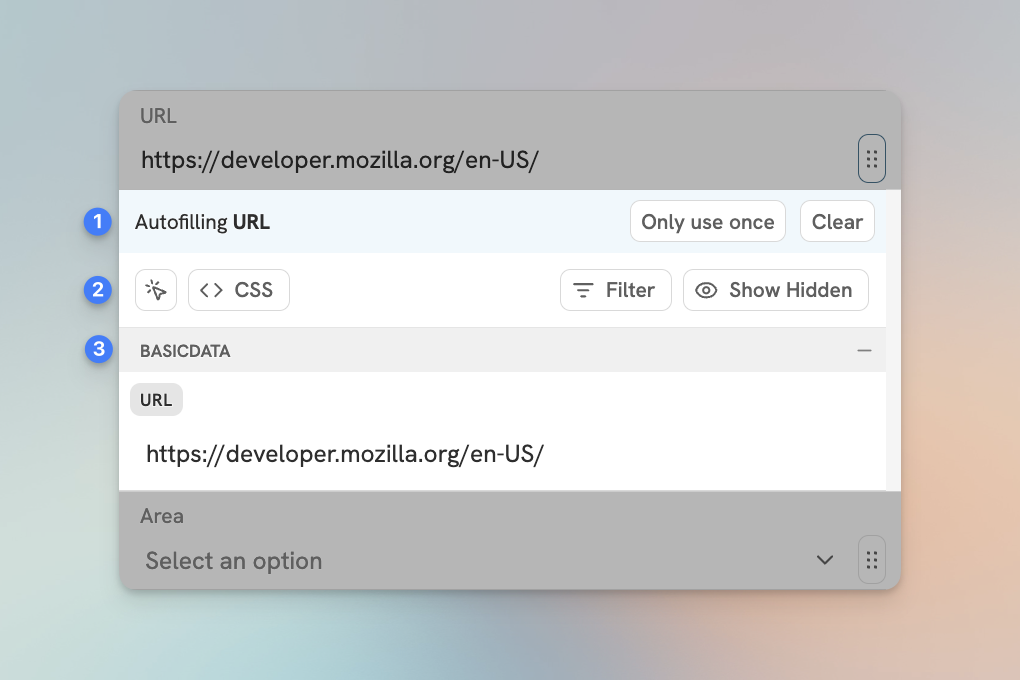 URL
https://developer.mozilla.org/en-US/
1 Autofilling URL Only use once Clear
2 CSS Filter Show Hidden
3 BASICDATA
URL
https://developer.mozilla.org/en-US/
Area
Select an option